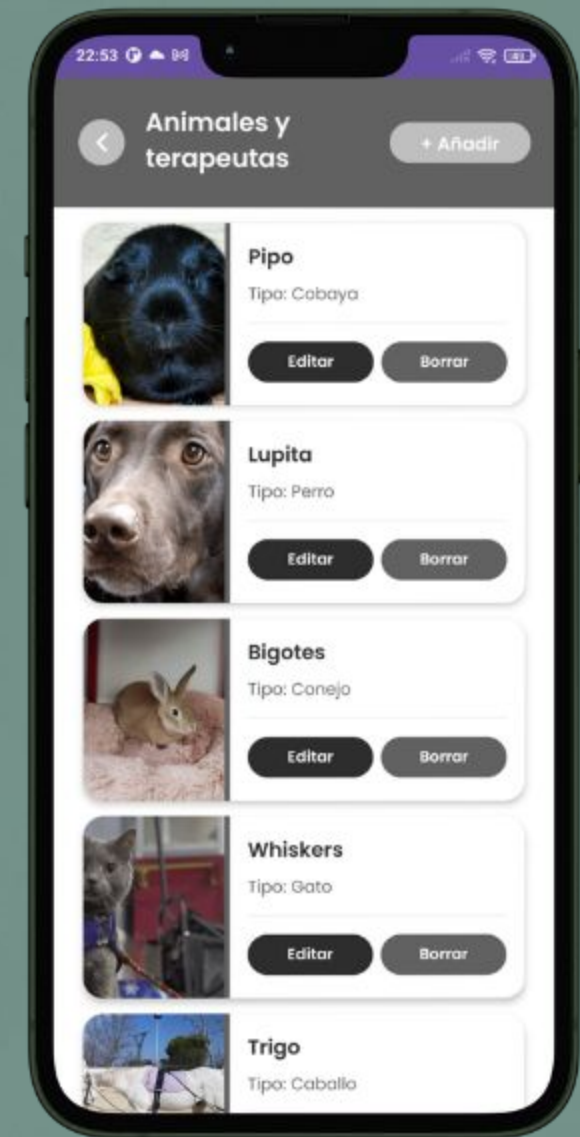 22:53
Animales y
terapeutas
+ Añadir
Pipo
Tipo: Cobaya
Editar Borrar
Lupita
Tipo: Perro
Editar Borrar
Bigotes
Tipo: Conejo
Editar Borrar
Whiskers
Tipo: Gato
Editar Borrar
Trigo
Tipo: Caballo